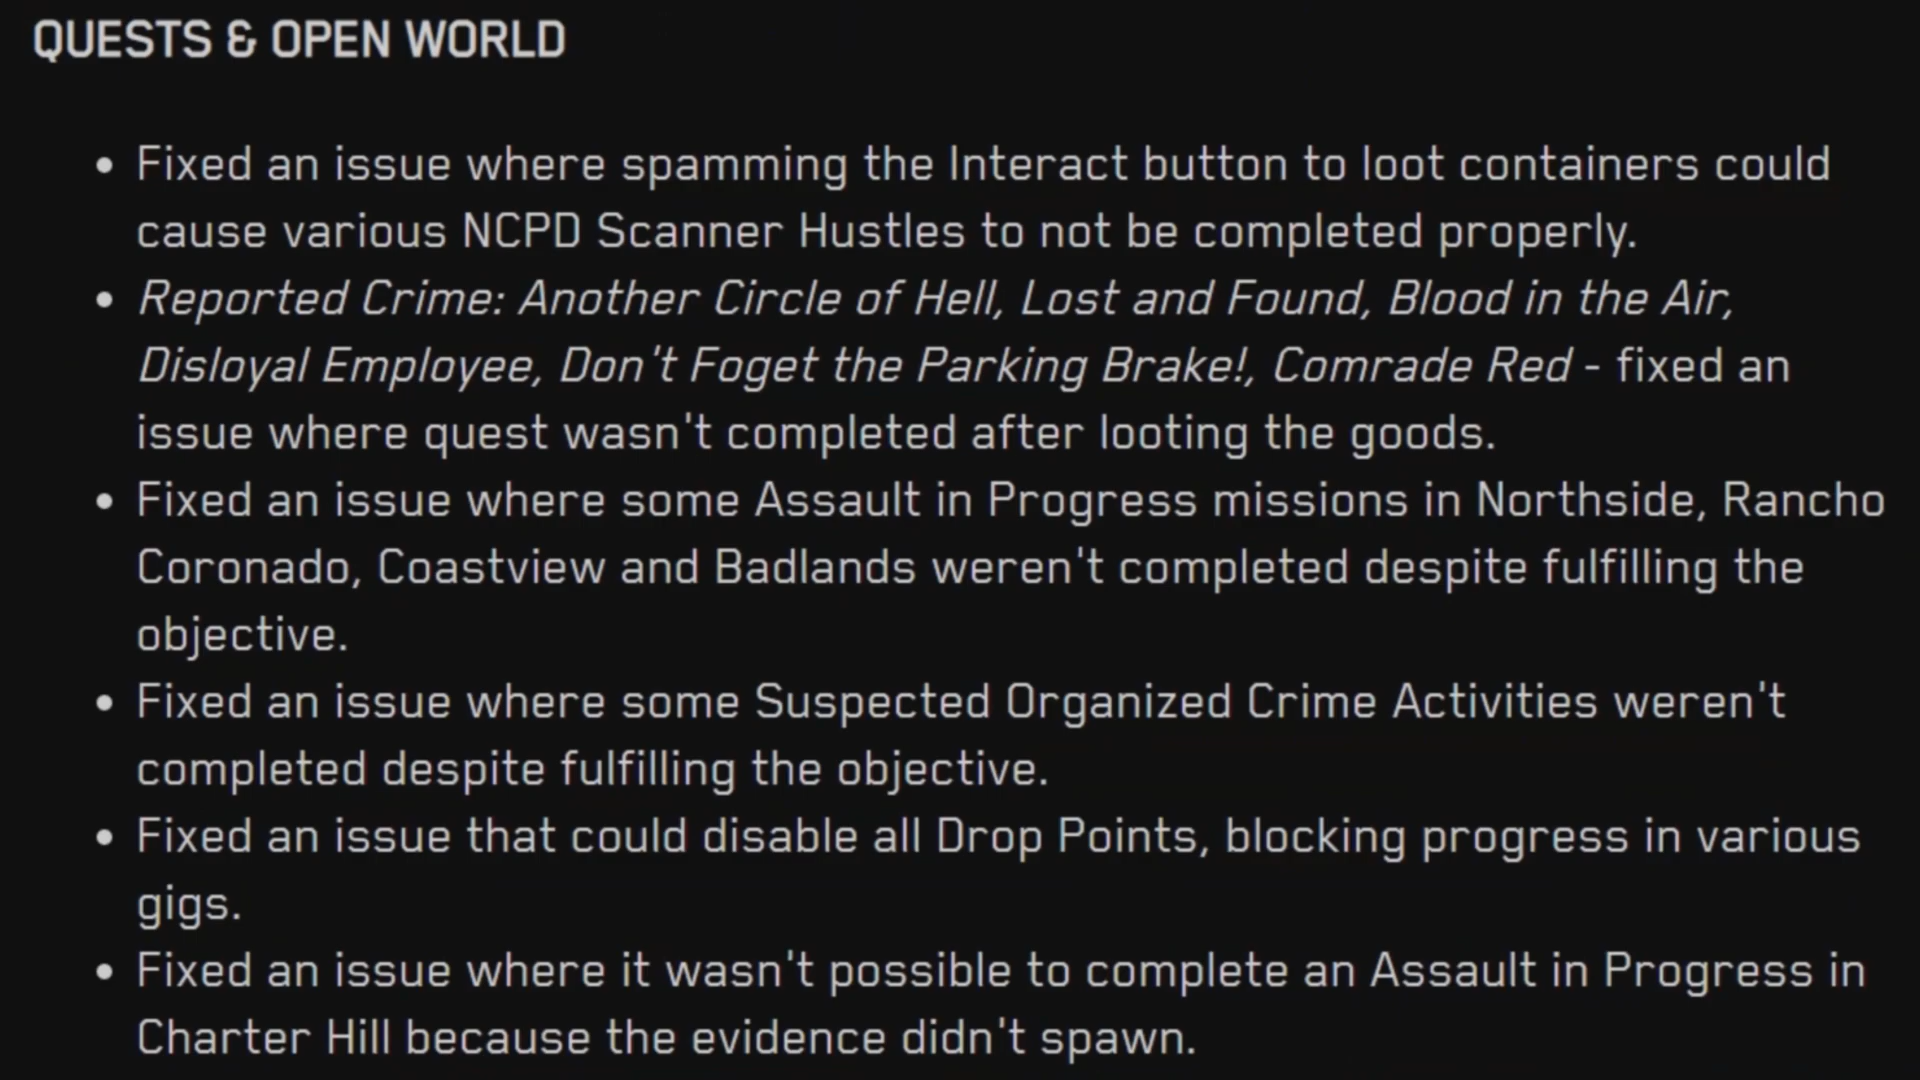 QUESTS & OPEN WORLD
• Fixed an issue where spamming the Interact button to loot containers could
cause various NCPD Scanner Hustles to not be completed properly.
• Reported Crime: Another Circle of Hell, Lost and Found, Blood in the Air,
Disloyal Employee, Don't Foget the Parking Brake!, Comrade Red - fixed an
issue where quest wasn't completed after looting the goods.
• Fixed an issue where some Assault in Progress missions in Northside, Rancho
Coronado, Coastview and Badlands weren't completed despite fulfilling the
objective.
• Fixed an issue where some Suspected Organized Crime Activities weren't
completed despite fulfilling the objective.
• Fixed an issue that could disable all Drop Points, blocking progress in various
gigs.
• Fixed an issue where it wasn't possible to complete an Assault in Progress in
Charter Hill because the evidence didn't spawn.